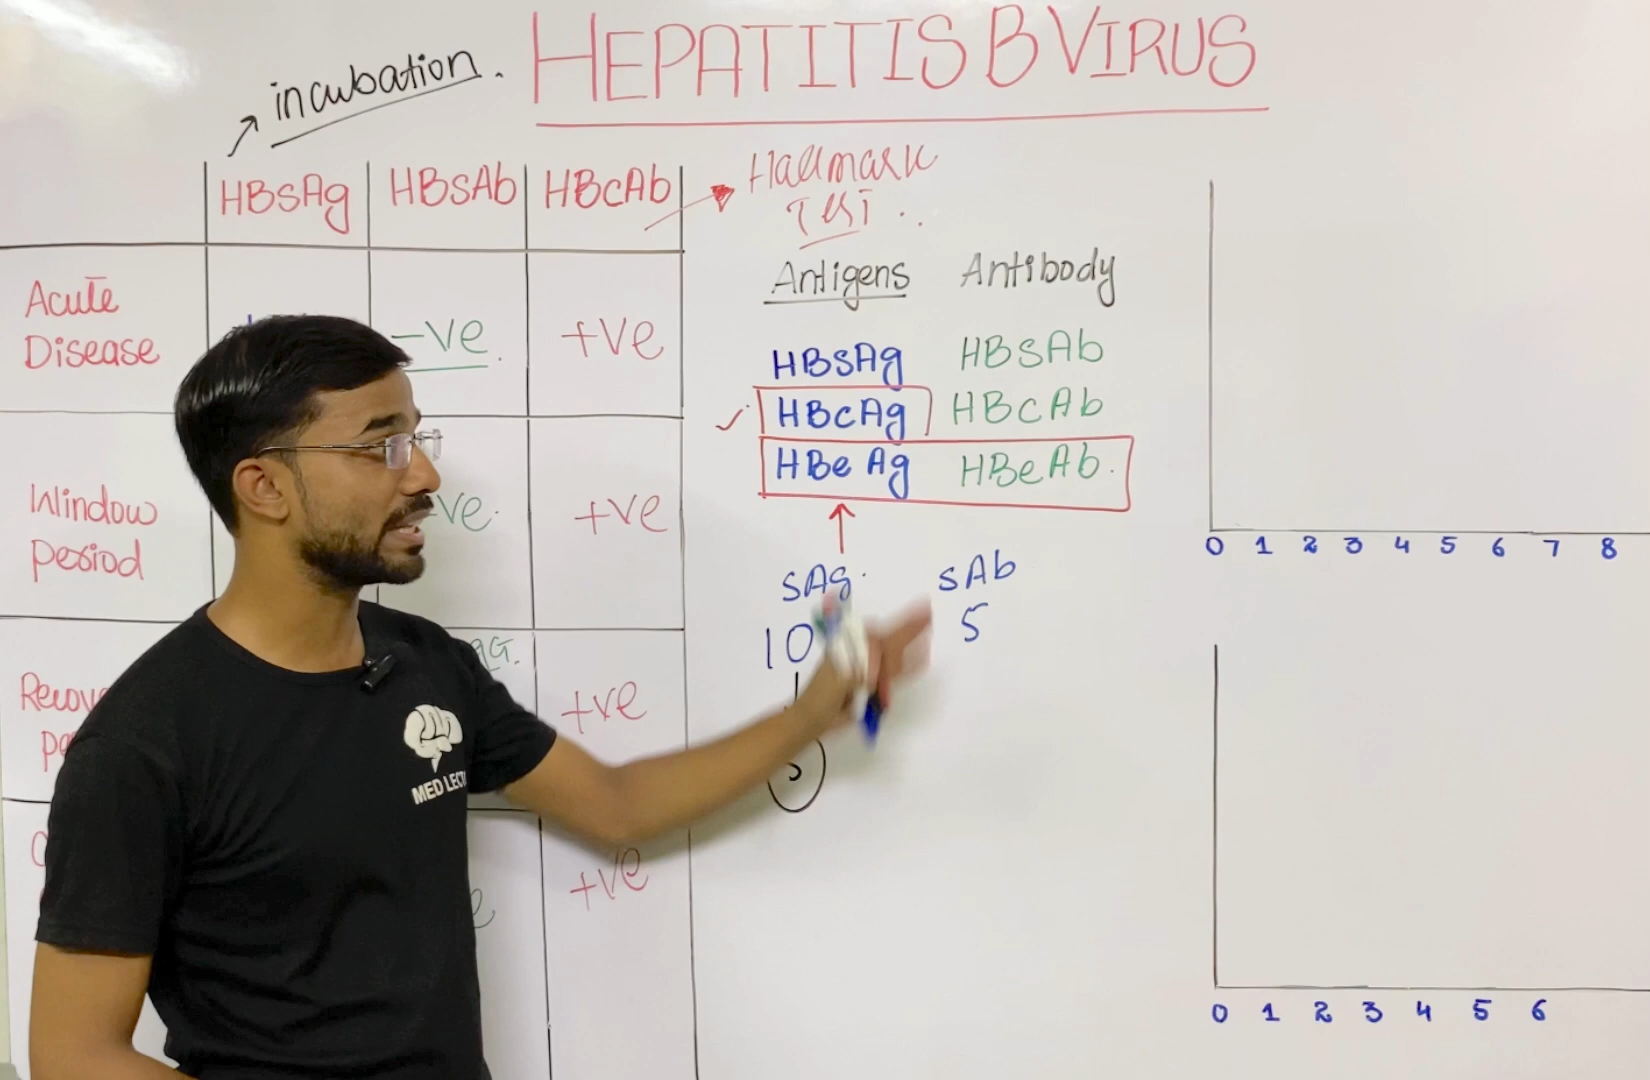 HEPATITIS B VIRUS
incubation.
HBsAg HBsAb HBcAb
Hallmark
Test..
Antigens Antibody
Acute
Disease
-ve. +ve
HBsAg HBsAb
HBcAg HBcAb
HBeAg HBeAb.
Window
period
ve. +ve
sAg. sAb
10 5
+ve
MED LECT
+ve
0 1 2 3 4 5 6 7 8
0 1 2 3 4 5 6